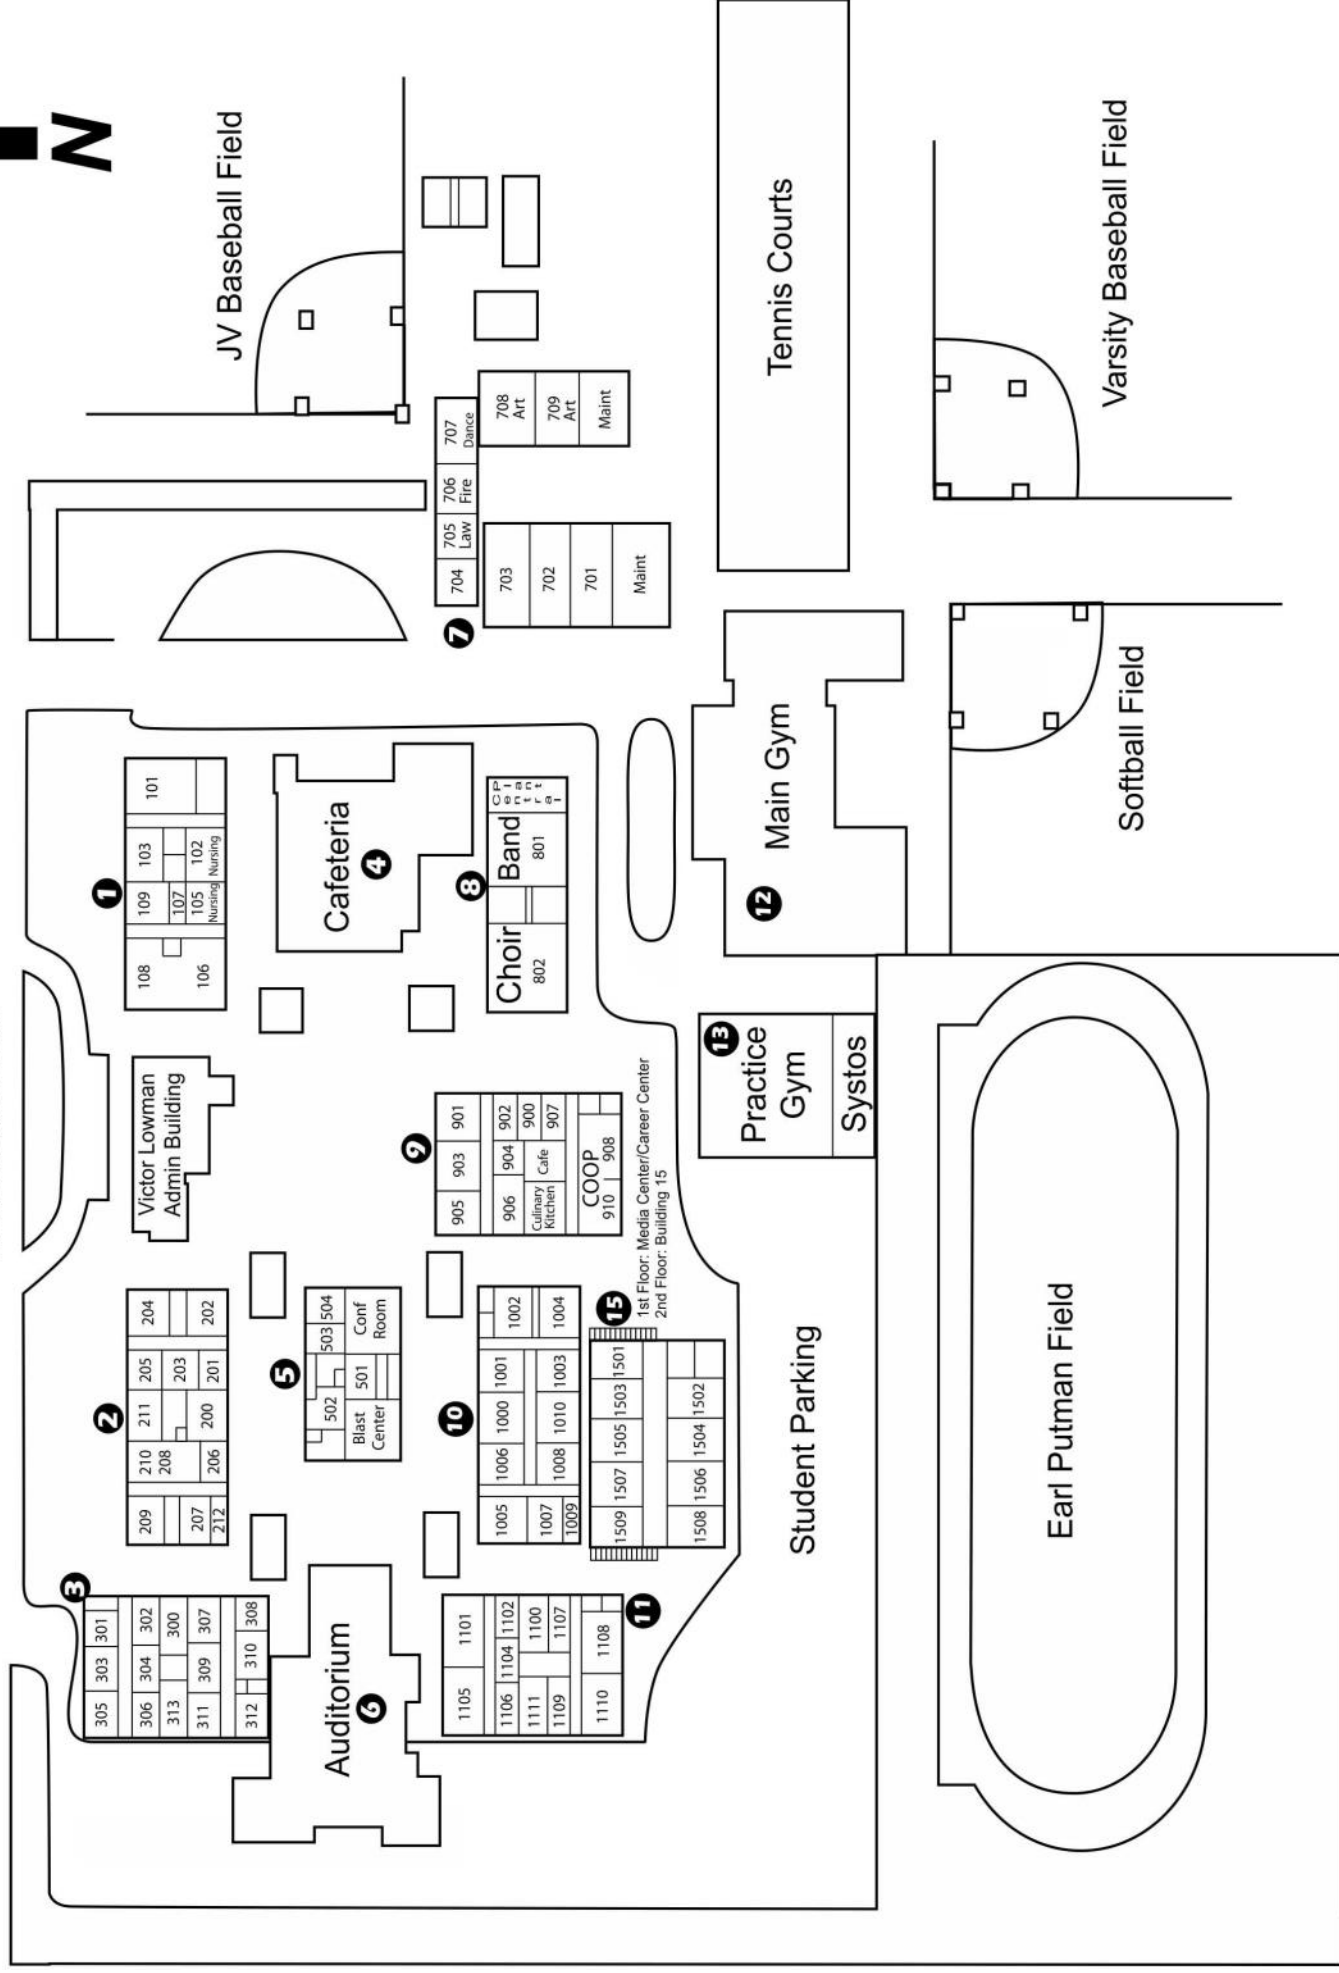 N
JV Baseball Field
3
301
303
305
302
304
306
300
313
307
309
311
308
310
312
2
204
202
205
203
201
211
200
210
208
206
209
207
212
Victor Lowman
Admin Building
1
101
103
102
Nursing
109
107
105
Nursing
108
106
Auditorium
6
5
503 504
502
501
Conf
Room
Blast
Center
Cafeteria
4
11
1101
1105
1102
1104
1106
1100
1111
1107
1109
1108
1110
10
1002
1004
1001
1003
1000
1010
1006
1008
1005
1007
1009
9
905
903
901
906
904
902
900
907
Culinary
Kitchen
Cafe
COOP
910
908
8
Choir
802
Band
801
Central
Plant
7
704
705
Law
706
Fire
707
Dance
703
702
701
Maint
708
Art
709
Art
Maint
15
1st Floor: Media Center/Career Center
2nd Floor: Building 15
1509
1507
1505
1503
1501
1508
1506
1504
1502
Student Parking
13
Practice
Gym
Systos
12
Main Gym
Tennis Courts
Earl Putman Field
Softball Field
Varsity Baseball Field